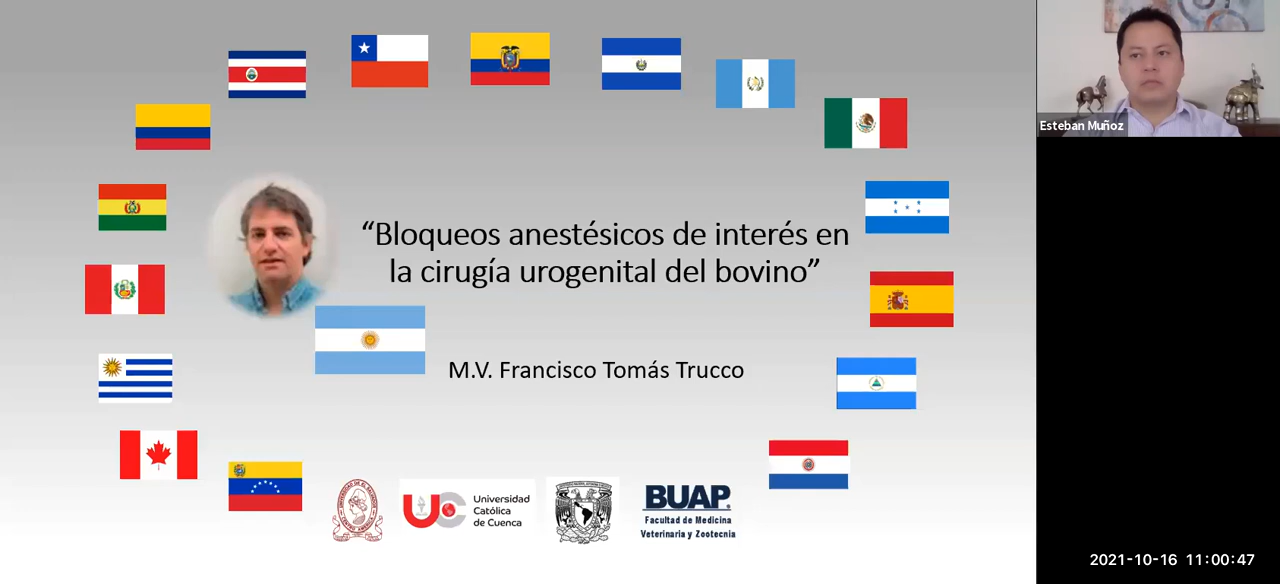 Esteban Muñoz
“Bloqueos anestésicos de interés en
la cirugía urogenital del bovino”
M.V. Francisco Tomás Trucco
UC
Universidad
Católica
de Cuenca
BUAP
Facultad de Medicina
Veterinaria y Zootecnia
2021-10-16 11:00:47